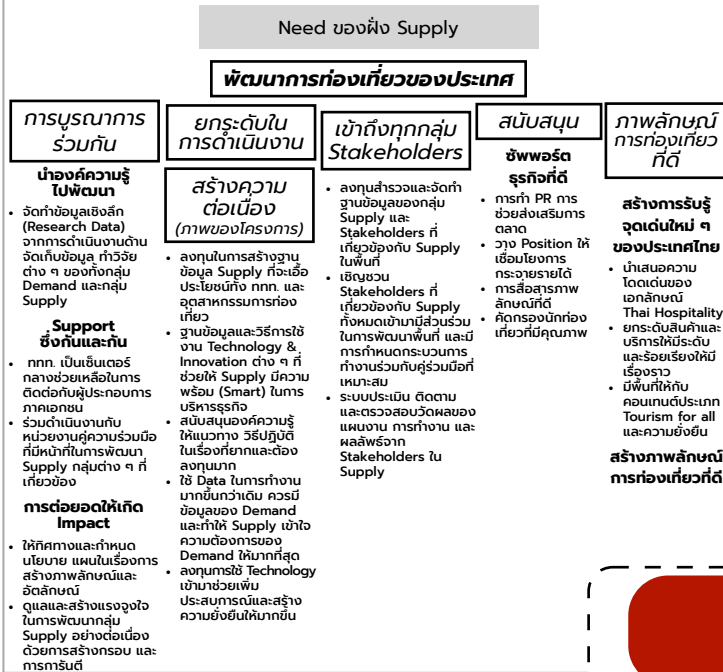 Need ของฝั่ง Supply
พัฒนาการท่องเที่ยวของประเทศ
การบูรณาการ
ร่วมกัน
นำองค์ความรู้
ไปพัฒนา
• จัดทำข้อมูลเชิงลึก
(Research Data)
จากการดำเนินงานด้าน
จัดเก็บข้อมูล ทำวิจัย
ต่าง ๆ ของทั้งกลุ่ม
Demand และกลุ่ม
Supply
Support
ซึ่งกันและกัน
• ททท. เป็นเซ็นเตอร์
กลางช่วยเหลือในการ
ติดต่อกับผู้ประกอบการ
ภาคเอกชน
• ร่วมดำเนินงานกับ
หน่วยงานคู่ความร่วมมือ
ที่มีหน้าที่ในการพัฒนา
Supply กลุ่มต่าง ๆ ที่
เกี่ยวข้อง
การต่อยอดให้เกิด
Impact
• ให้ทิศทางและกำหนด
นโยบาย แผนในเรื่องการ
สร้างภาพลักษณ์และ
อัตลักษณ์
• ดูแลและสร้างแรงจูงใจ
ในการพัฒนากลุ่ม
Supply อย่างต่อเนื่อง
ด้วยการสร้างกรอบ และ
การการันตี
ยกระดับใน
การดำเนินงาน
สร้างความ
ต่อเนื่อง
(ภาพของโครงการ)
• ลงทุนในการสร้างฐาน
ข้อมูล Supply ที่จะเอื้อ
ประโยชน์ทั้ง ททท. และ
อุตสาหกรรมการท่อง
เที่ยว
• ฐานข้อมูลและวิธีการใช้
งาน Technology &
Innovation ต่าง ๆ ที่
ช่วยให้ Supply มีความ
พร้อม (Smart) ในการ
บริหารธุรกิจ
• สนับสนุนองค์ความรู้
ให้แนวทาง วิธีปฏิบัติ
ในเรื่องที่ยากและต้อง
ลงทุนมาก
• ใช้ Data ในการทำงาน
มากขึ้นกว่าเดิม ควรมี
ข้อมูลของ Demand
และทำให้ Supply เข้าใจ
ความต้องการของ
Demand ให้มากที่สุด
• ลงทุนการใช้ Technology
เข้ามาช่วยเพิ่ม
ประสบการณ์และสร้าง
ความยั่งยืนให้มากขึ้น
เข้าถึงทุกกลุ่ม
Stakeholders
• ลงทุนสำรวจและจัดทำ
ฐานข้อมูลของกลุ่ม
Supply และ
Stakeholders ที่
เกี่ยวข้องกับ Supply
ในพื้นที่
• เชิญชวน
Stakeholders ที่
เกี่ยวข้องกับ Supply
ทั้งหมดเข้ามามีส่วนร่วม
ในการพัฒนาพื้นที่ และมี
การกำหนดกระบวนการ
ทำงานร่วมกับคู่ร่วมมือที่
เหมาะสม
• ระบบประเมิน ติดตาม
และตรวจสอบวัดผลของ
แผนงาน การทำงาน และ
ผลลัพธ์จาก
Stakeholders ใน
Supply
สนับสนุน
ซัพพอร์ต
ธุรกิจที่ดี
• การทำ PR การ
ช่วยส่งเสริมการ
ตลาด
• วาง Position ให้
เชื่อมโยงการ
กระจายรายได้
• การสื่อสารภาพ
ลักษณ์ที่ดี
• คัดกรองนักท่อง
เที่ยวที่มีคุณภาพ
ภาพลักษณ์
การท่องเที่ยว
ที่ดี
สร้างการรับรู้
จุดเด่นใหม่ ๆ
ของประเทศไทย
• นำเสนอความ
โดดเด่นของ
เอกลักษณ์
Thai Hospitality
• ยกระดับสินค้าและ
บริการให้มีระดับ
และร้อยเรียงให้มี
เรื่องราว
• มีพื้นที่ให้กับ
คอนเทนต์ประเภท
Tourism for all
และความยั่งยืน
สร้างภาพลักษณ์
การท่องเที่ยวที่ดี